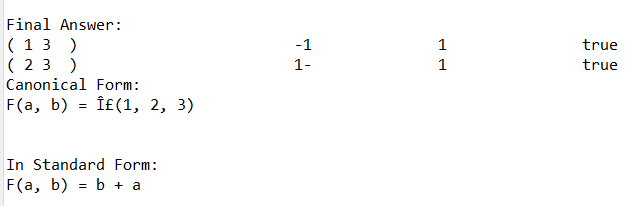 Final Answer:
( 1 3  )                        -1              1               true
( 2 3  )                        1-              1               true
Canonical Form:
F(a, b) = Î£(1, 2, 3)
In Standard Form:
F(a, b) = b + a